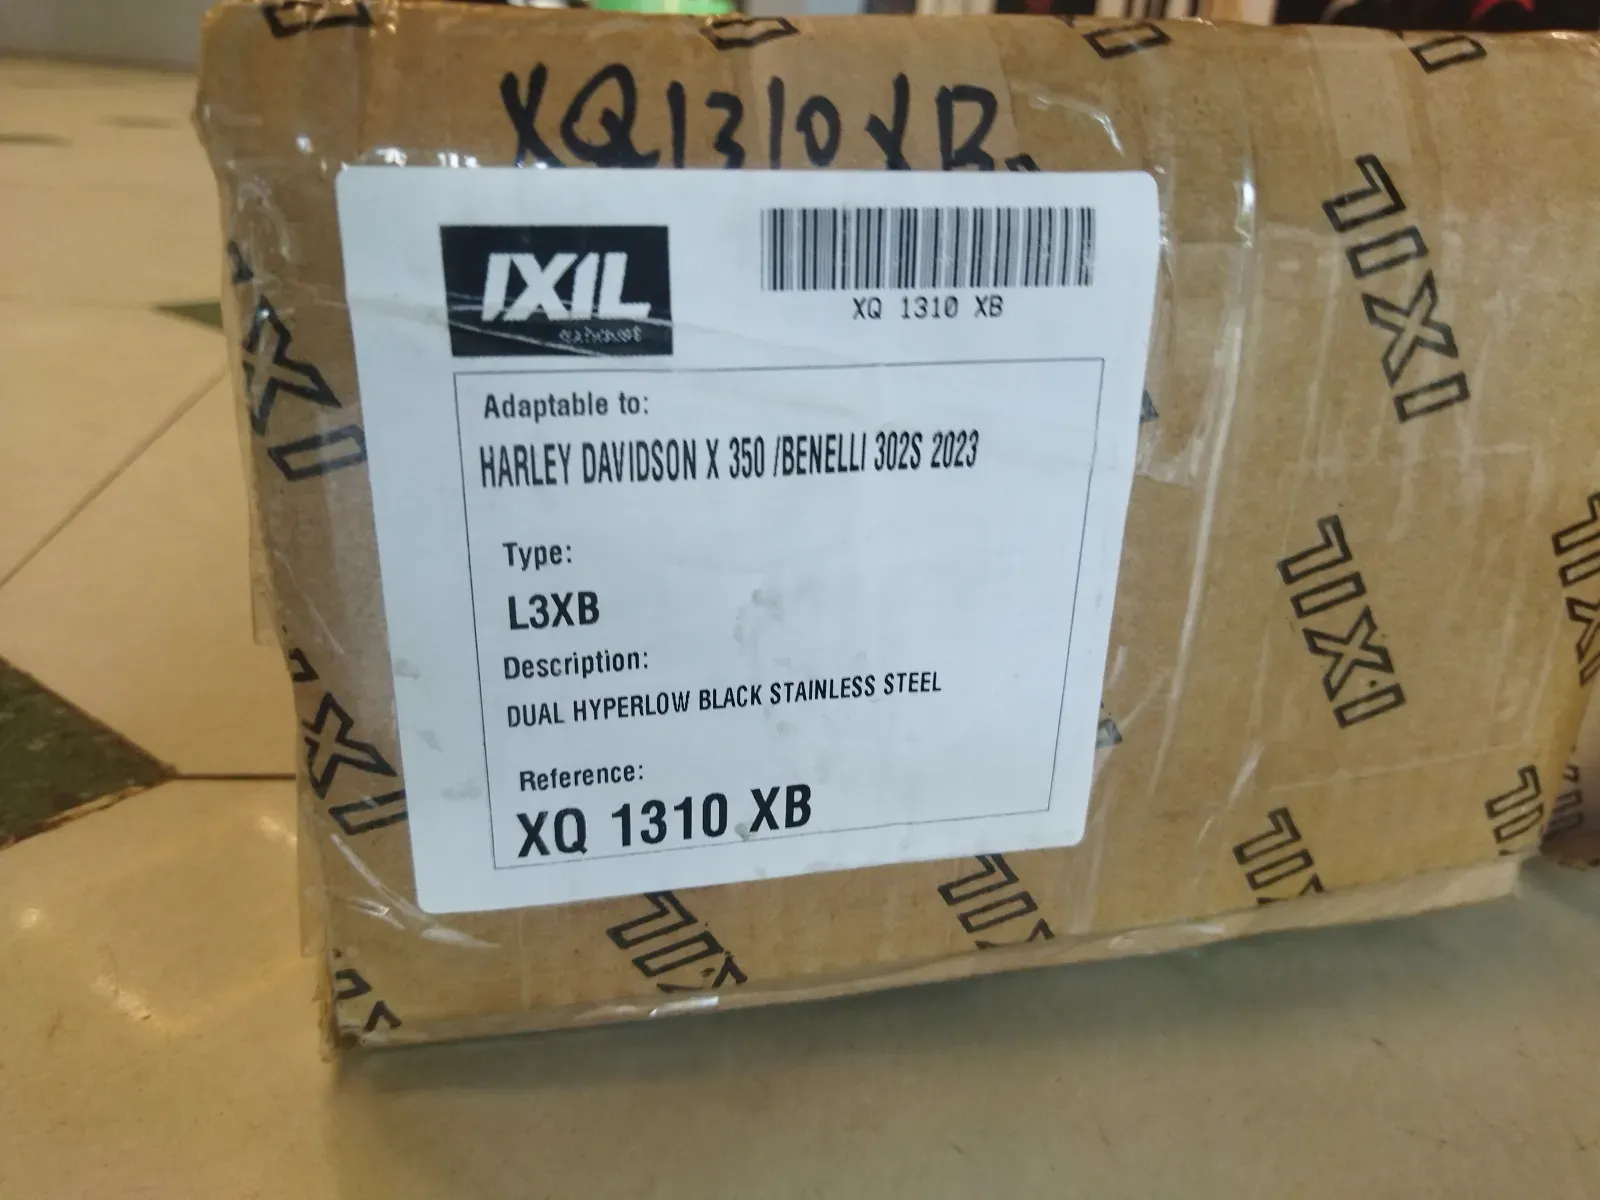 XQ1310XB
IXIL
exhaust
XQ 1310 XB
Adaptable to:
HARLEY DAVIDSON X 350 /BENELLI 302S 2023
Type:
L3XB
Description:
DUAL HYPERLOW BLACK STAINLESS STEEL
Reference:
XQ 1310 XB
IXIL
IXIL
IXIL
IXIL
IXIL
IXIL